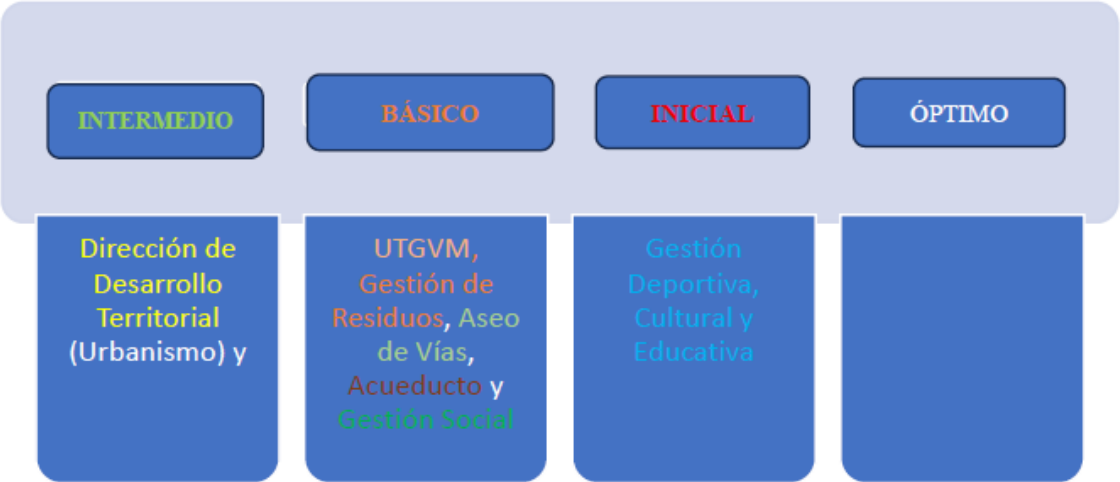 INTERMEDIO
BÁSICO
INICIAL
ÓPTIMO
Dirección de
Desarrollo
Territorial
(Urbanismo) y
UTGVM,
Gestión de
Residuos, Aseo
de Vías,
Acueducto y
Gestión Social
Gestión
Deportiva,
Cultural y
Educativa